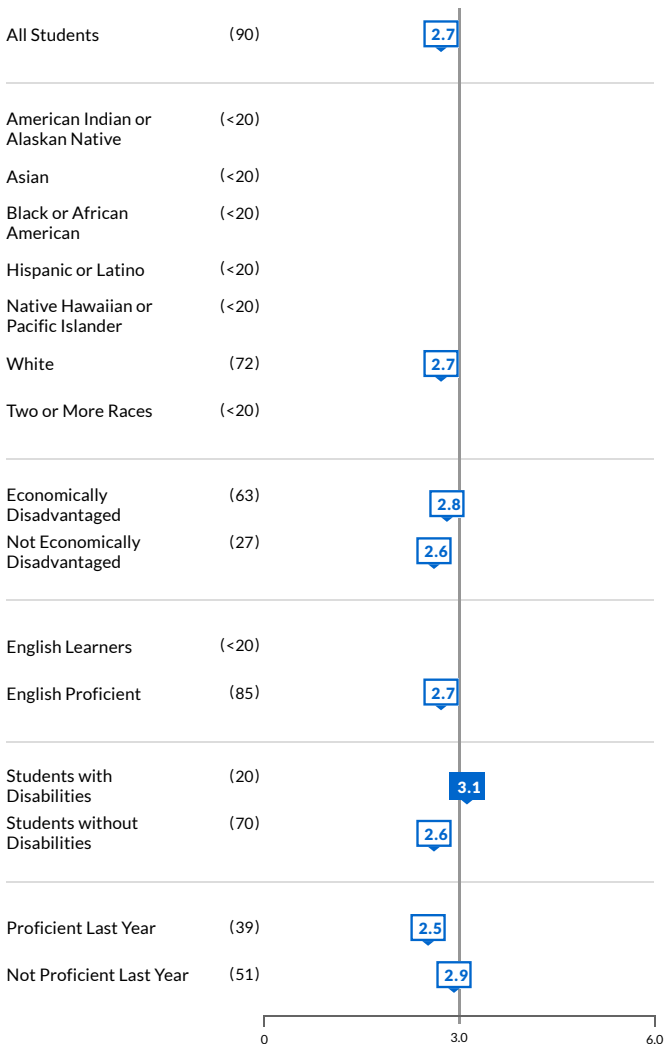 All Students (90) 2.7
American Indian or (<20)
Alaskan Native
Asian (<20)
Black or African (<20)
American
Hispanic or Latino (<20)
Native Hawaiian or (<20)
Pacific Islander
White (72) 2.7
Two or More Races (<20)
Economically (63) 2.8
Disadvantaged
Not Economically (27) 2.6
Disadvantaged
English Learners (<20)
English Proficient (85) 2.7
Students with (20) 3.1
Disabilities
Students without (70) 2.6
Disabilities
Proficient Last Year (39) 2.5
Not Proficient Last Year (51) 2.9
0 3.0 6.0